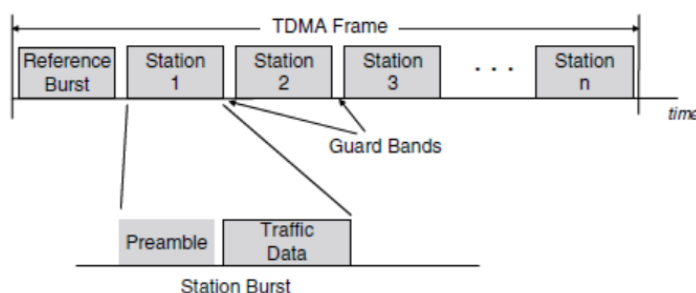 TDMA Frame
Reference Burst
Station 1
Station 2
Station 3
. . .
Station n
time
Guard Bands
Preamble
Traffic Data
Station Burst